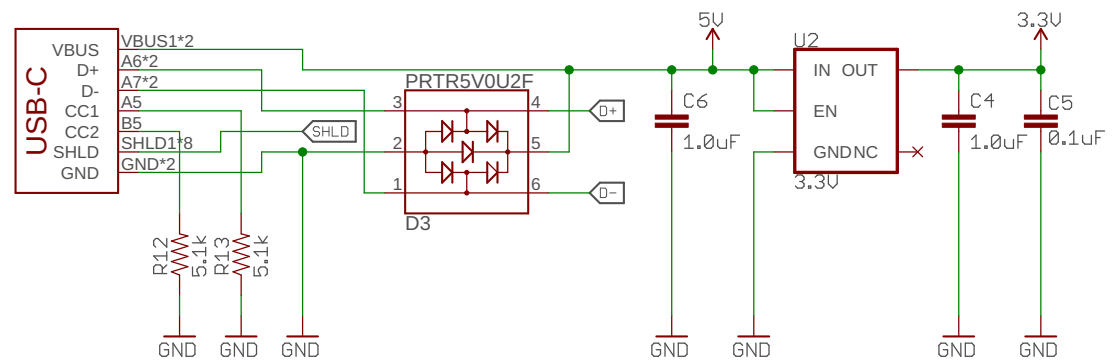 5V
3.3V
USB-C
VBUS
D+
D-
CC1
CC2
SHLD
GND
VBUS1*2
A6*2
A7*2
A5
B5
SHLD1*8
GND*2
SHLD
PRTR5V0U2F
3
2
1
4
5
6
D3
D+
D-
C6
1.0uF
U2
IN OUT
EN
GND NC
3.3V
C4
1.0uF
C5
0.1uF
R12
5.1k
R13
5.1k
GND
GND
GND
GND
GND
GND
GND